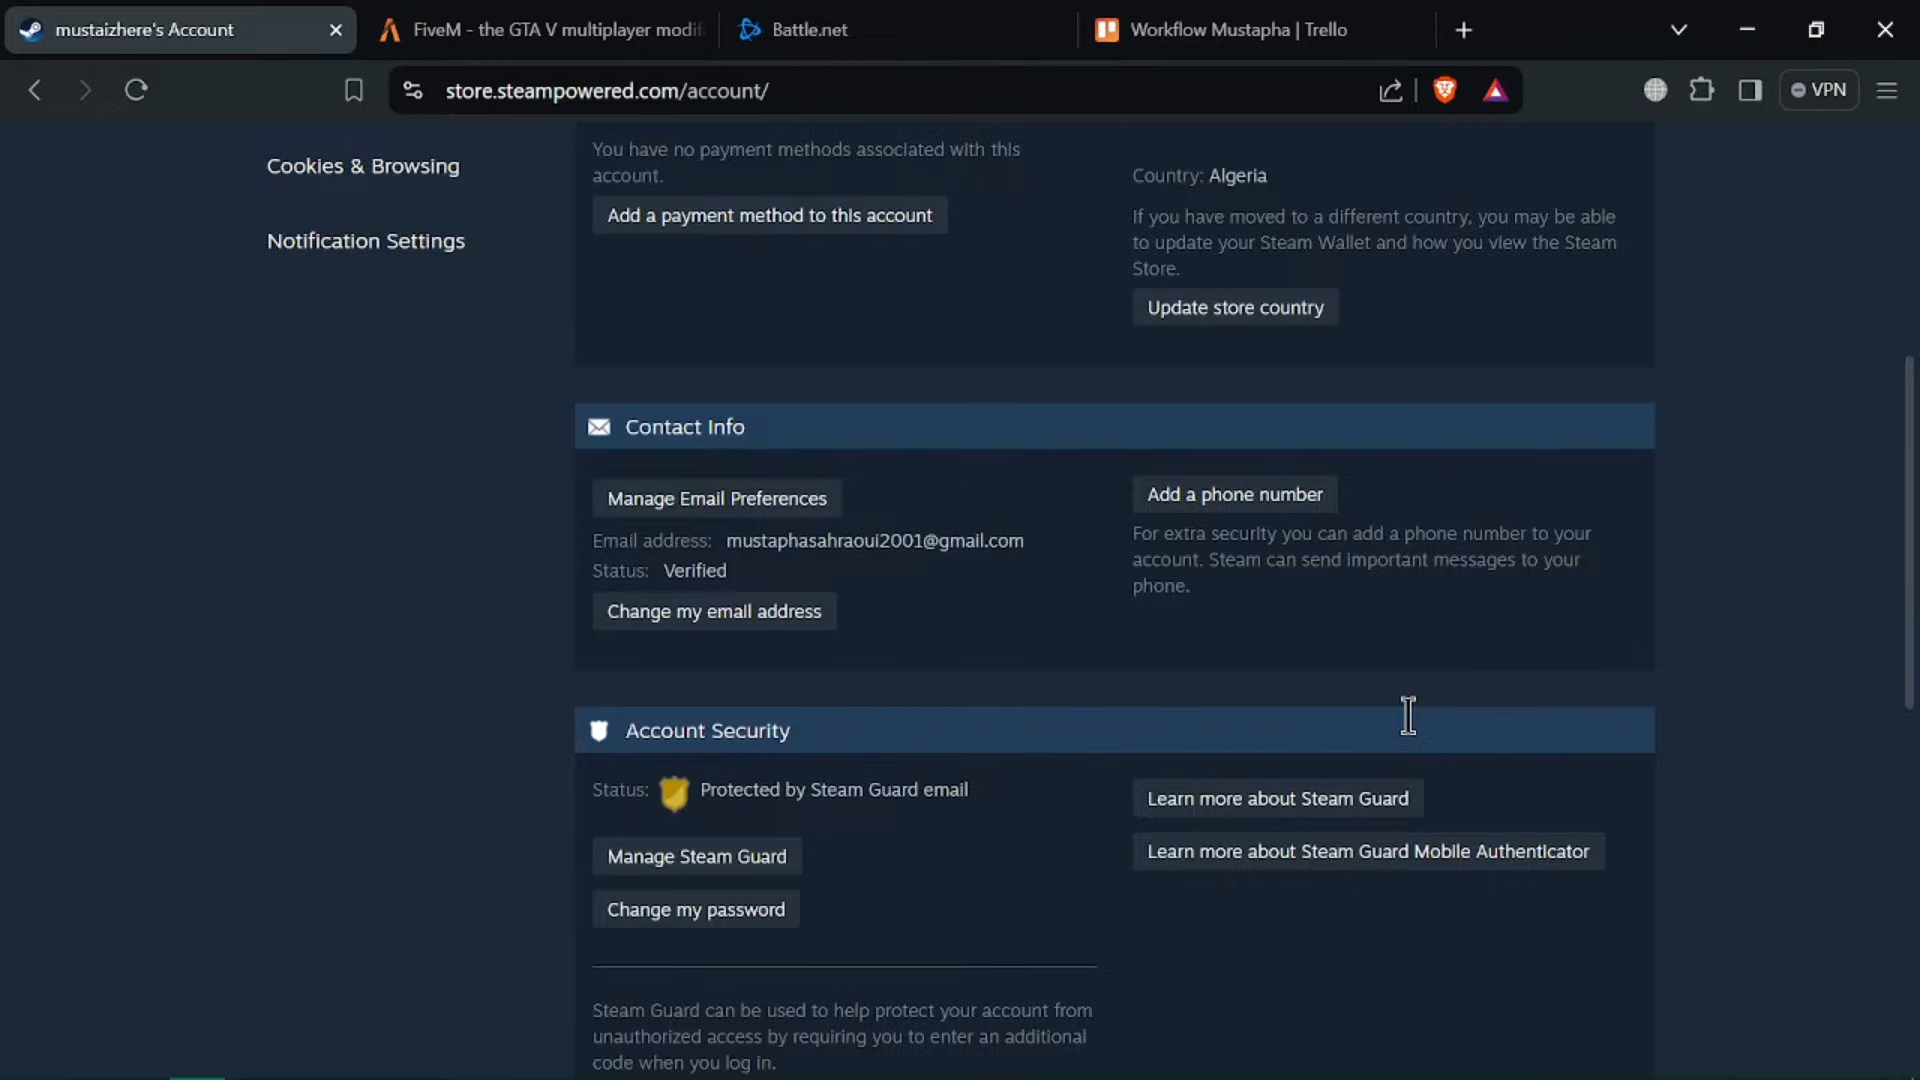 mustaizhere's Account
FiveM - the GTA V multiplayer modif
Battle.net
Workflow Mustapha | Trello
store.steampowered.com/account/
VPN
Cookies & Browsing
Notification Settings
You have no payment methods associated with this
account.
Add a payment method to this account
Country: Algeria
If you have moved to a different country, you may be able
to update your Steam Wallet and how you view the Steam
Store.
Update store country
Contact Info
Manage Email Preferences
Email address: mustaphasahraoui2001@gmail.com
Status: Verified
Change my email address
Add a phone number
For extra security you can add a phone number to your
account. Steam can send important messages to your
phone.
Account Security
Status: Protected by Steam Guard email
Manage Steam Guard
Change my password
Learn more about Steam Guard
Learn more about Steam Guard Mobile Authenticator
Steam Guard can be used to help protect your account from
unauthorized access by requiring you to enter an additional
code when you log in.